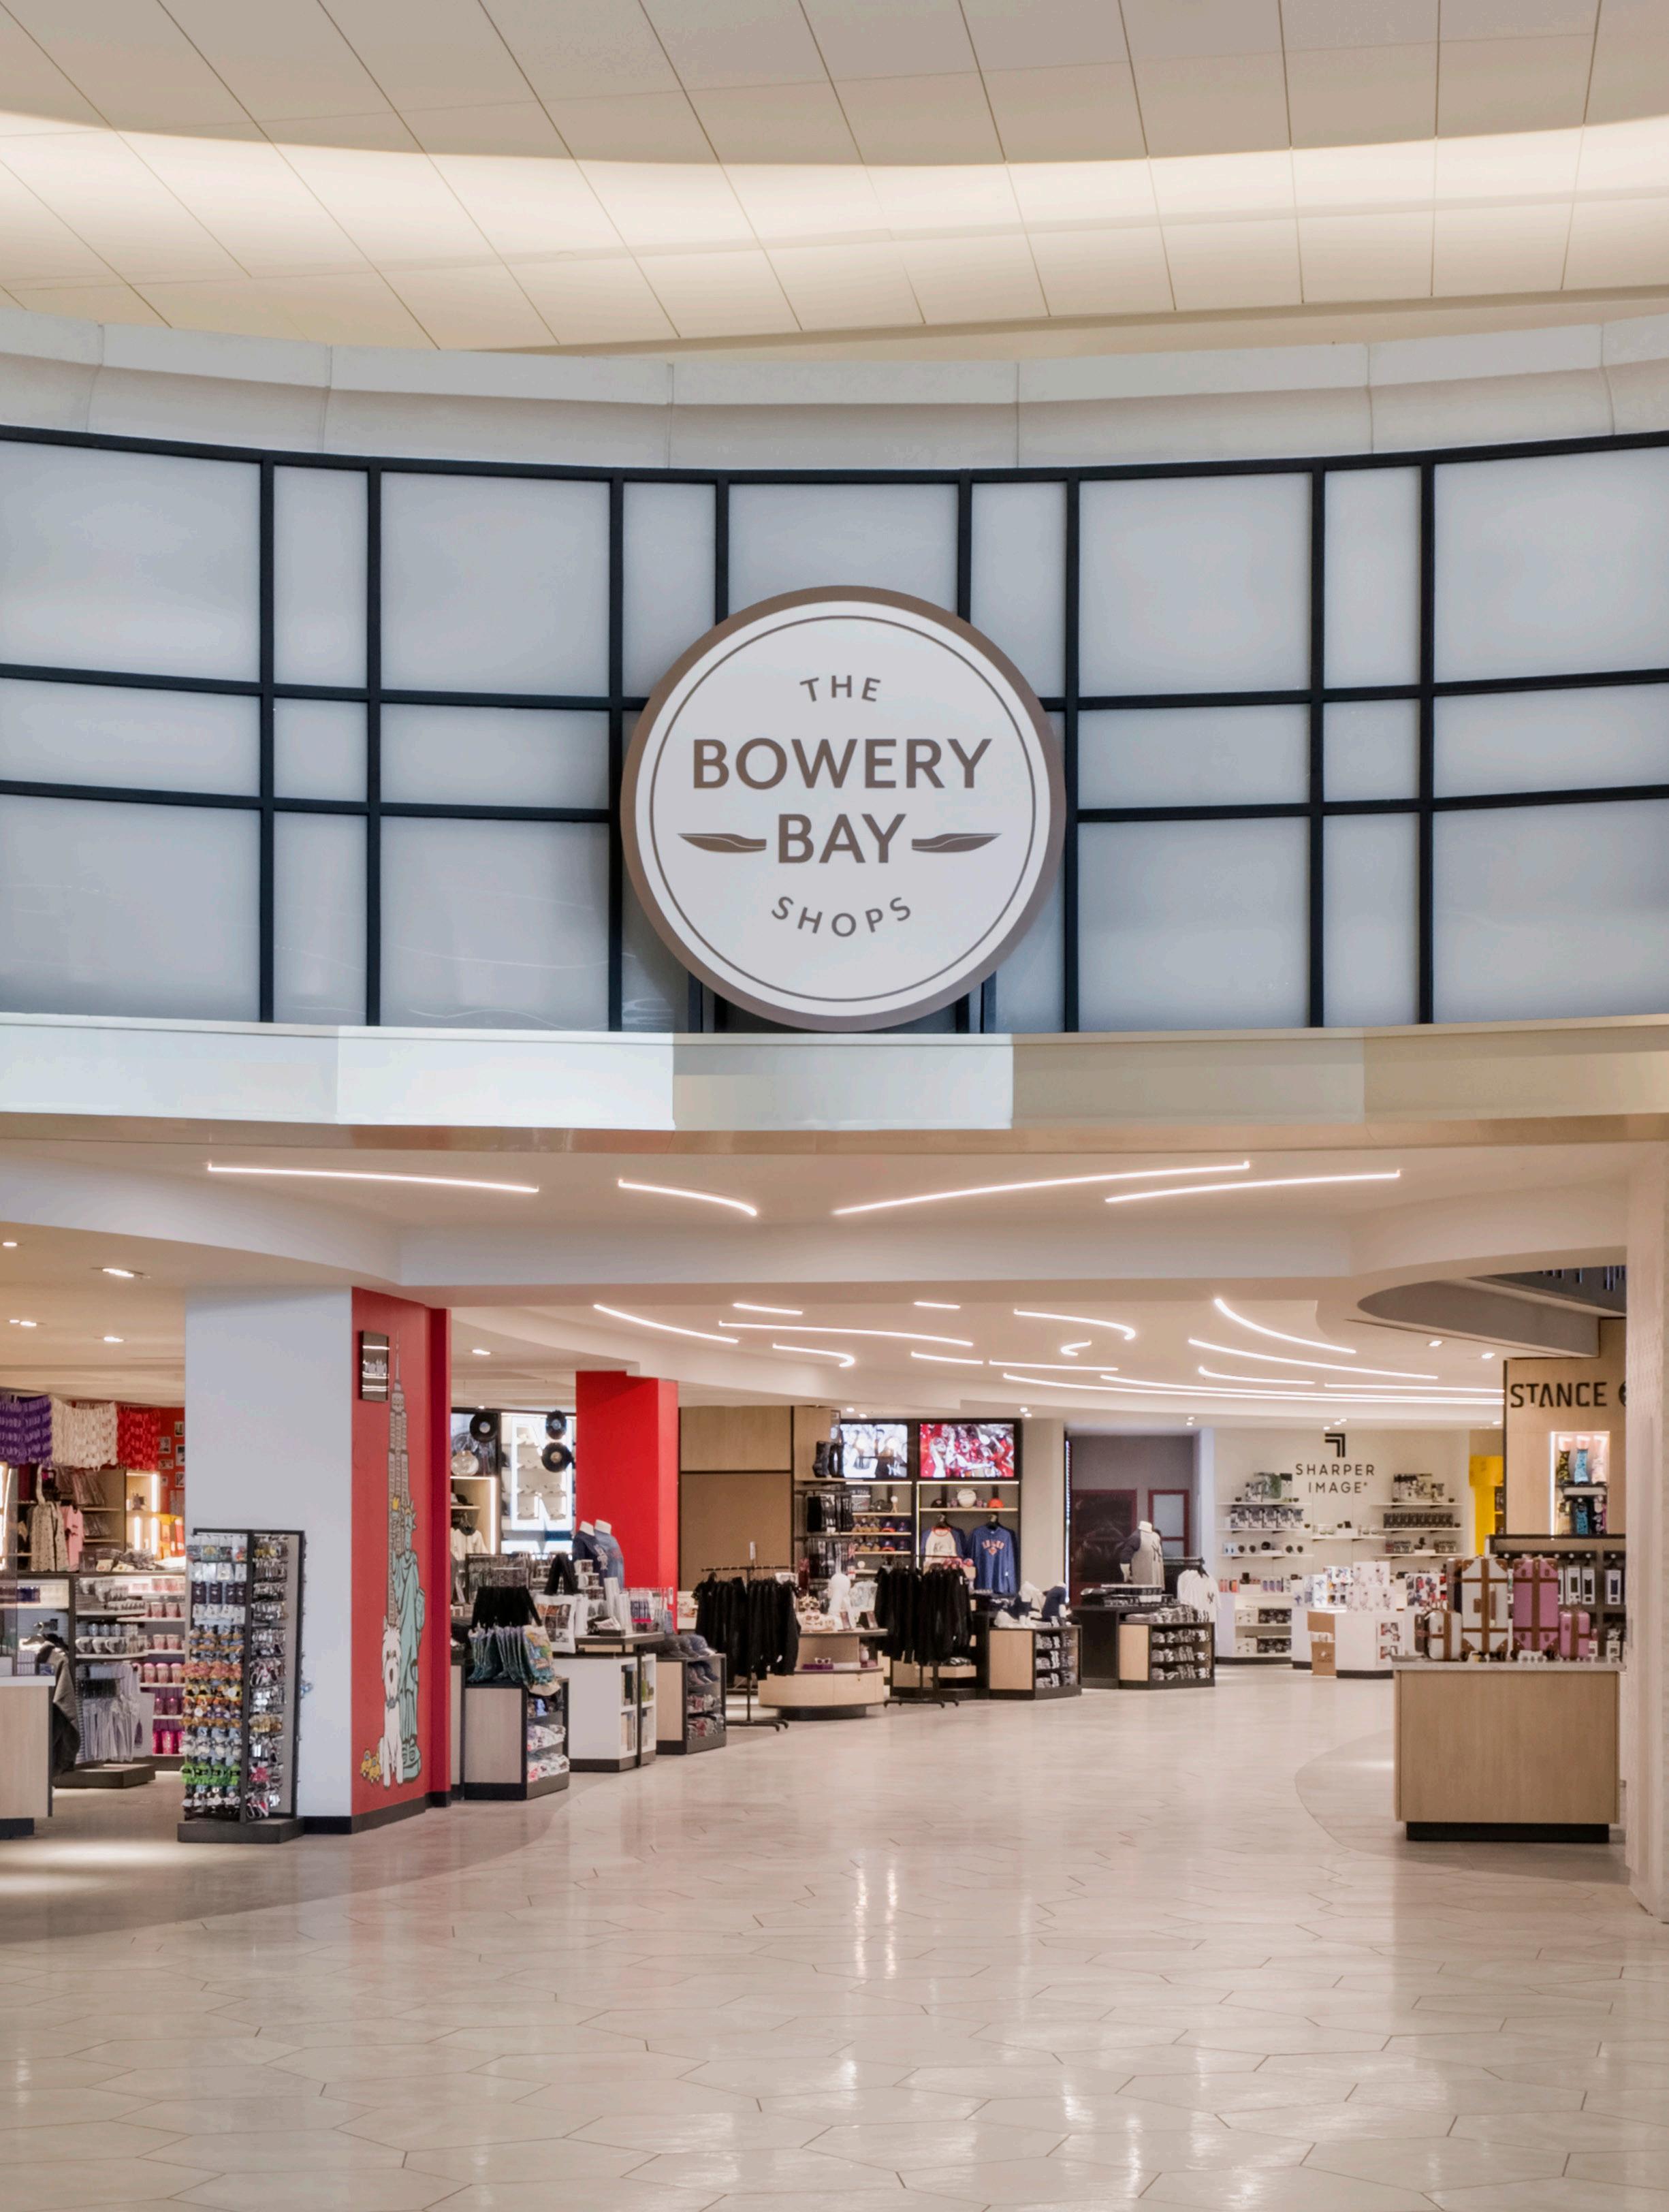 THE
BOWERY
BAY
SHOPS
STANCE
SHARPER
IMAGE®